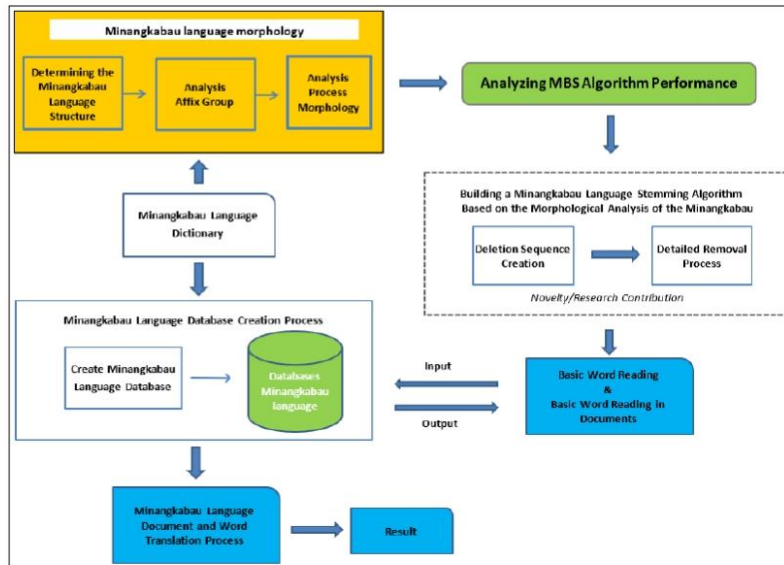 Minangkabau language morphology
Determining the
Minangkabau
Language
Structure
Analysis
Affix Group
Analysis
Process
Morphology
Analyzing MBS Algorithm Performance
Building a Minangkabau Language Stemming Algorithm
Based on the Morphological Analysis of the Minangkabau
Deletion Sequence
Creation
Detailed Removal
Process
Novelty/Research Contribution
Minangkabau Language
Dictionary
Minangkabau Language Database Creation Process
Create Minangkabau
Language Database
Databases
Minangkabau
language
Input
Output
Basic Word Reading
&
Basic Word Reading in
Documents
Minangkabau Language
Document and Word
Translation Process
Result